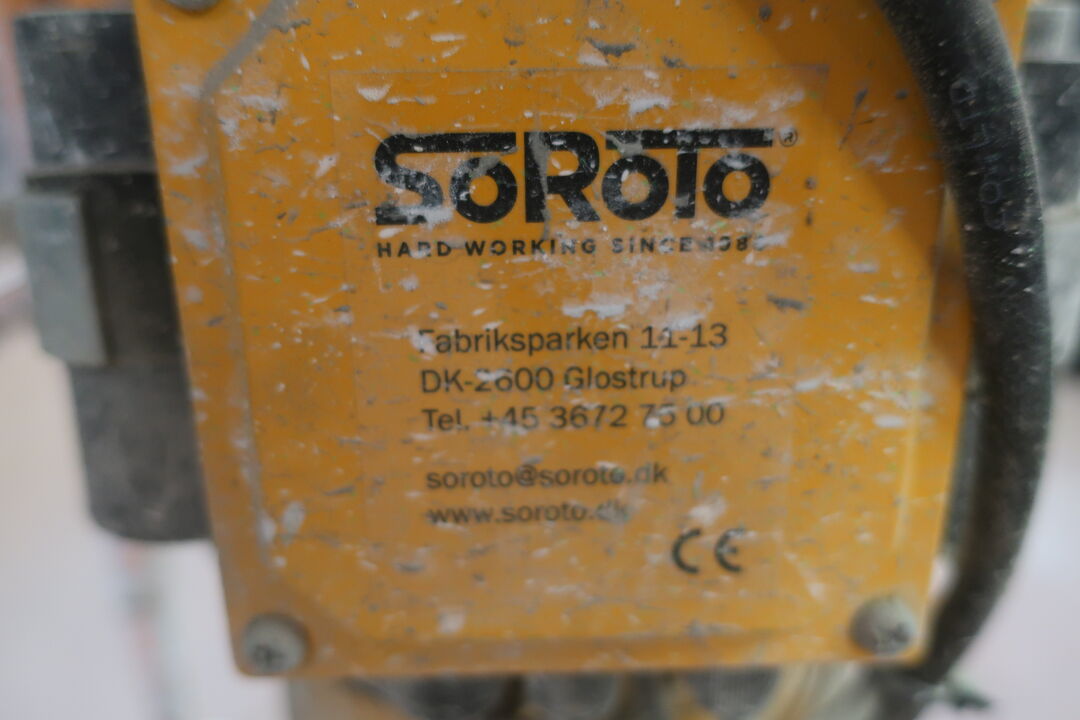 SoRoTo®
HARD WORKING SINCE
Fabriksparken 11-13
DK-2600 Glostrup
Tel. +45 3672 75 00
soroto@soroto.dk
www.soroto.dk
CE